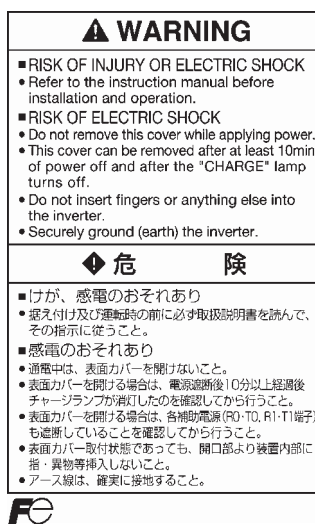 WARNING
■RISK OF INJURY OR ELECTRIC SHOCK
●Refer to the instruction manual before
installation and operation.
■RISK OF ELECTRIC SHOCK
●Do not remove this cover while applying power.
●This cover can be removed after at least 10min
of power off and after the "CHARGE" lamp
turns off.
●Do not insert fingers or anything else into
the inverter.
●Securely ground (earth) the inverter.
危 険
■けが、感電のおそれあり
●据え付け及び運転時の前に必ず取扱説明書を読んで、
その指示に従うこと。
■感電のおそれあり
●通電中は、表面カバーを開けないこと。
●表面カバーを開ける場合は、電源遮断後10分以上経過後
チャージランプが消灯したのを確認してから行うこと。
●表面カバーを開ける場合は、各補助電源(R0・T0, R1・T1端子)
も遮断していることを確認してから行うこと。
●表面カバー取付状態であっても、開口部より装置内部に
指・異物等挿入しないこと。
●アース線は、確実に接地すること。
Fe